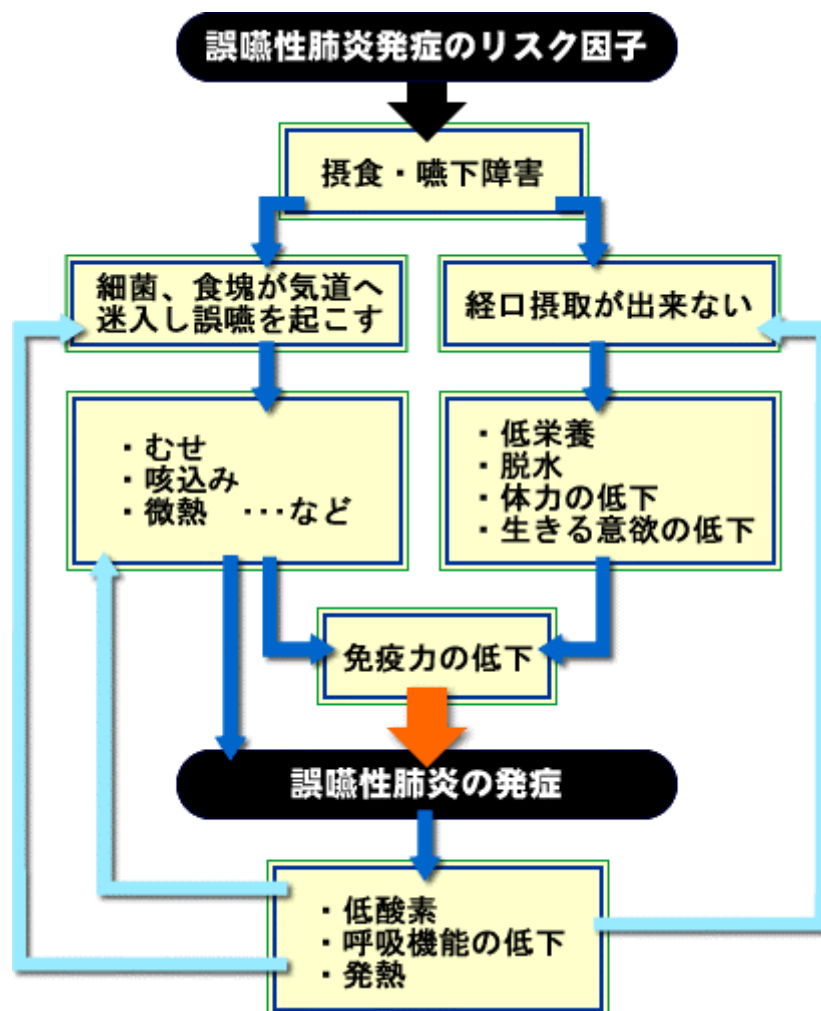 誤嚥性肺炎発症のリスク因子
摂食・嚥下障害
細菌、食塊が気道へ
迷入し誤嚥を起こす
経口摂取が出来ない
・むせ
・咳込み
・微熱　…など
・低栄養
・脱水
・体力の低下
・生きる意欲の低下
免疫力の低下
誤嚥性肺炎の発症
・低酸素
・呼吸機能の低下
・発熱